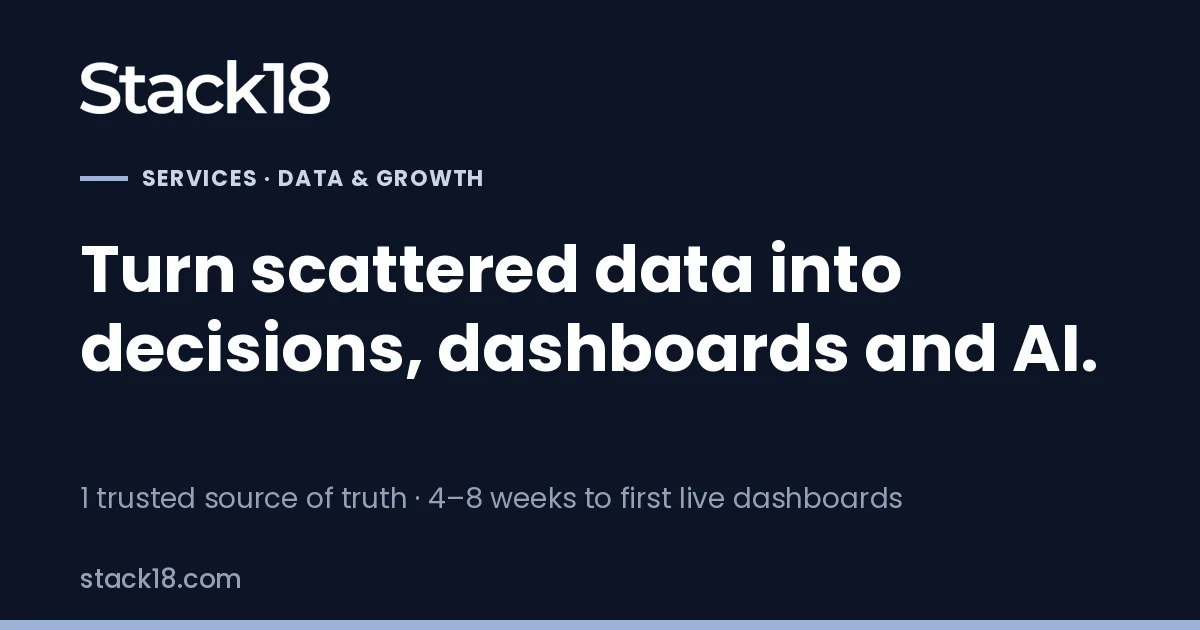 Stack18
SERVICES · DATA & GROWTH
Turn scattered data into
decisions, dashboards and AI.
1 trusted source of truth · 4–8 weeks to first live dashboards
stack18.com